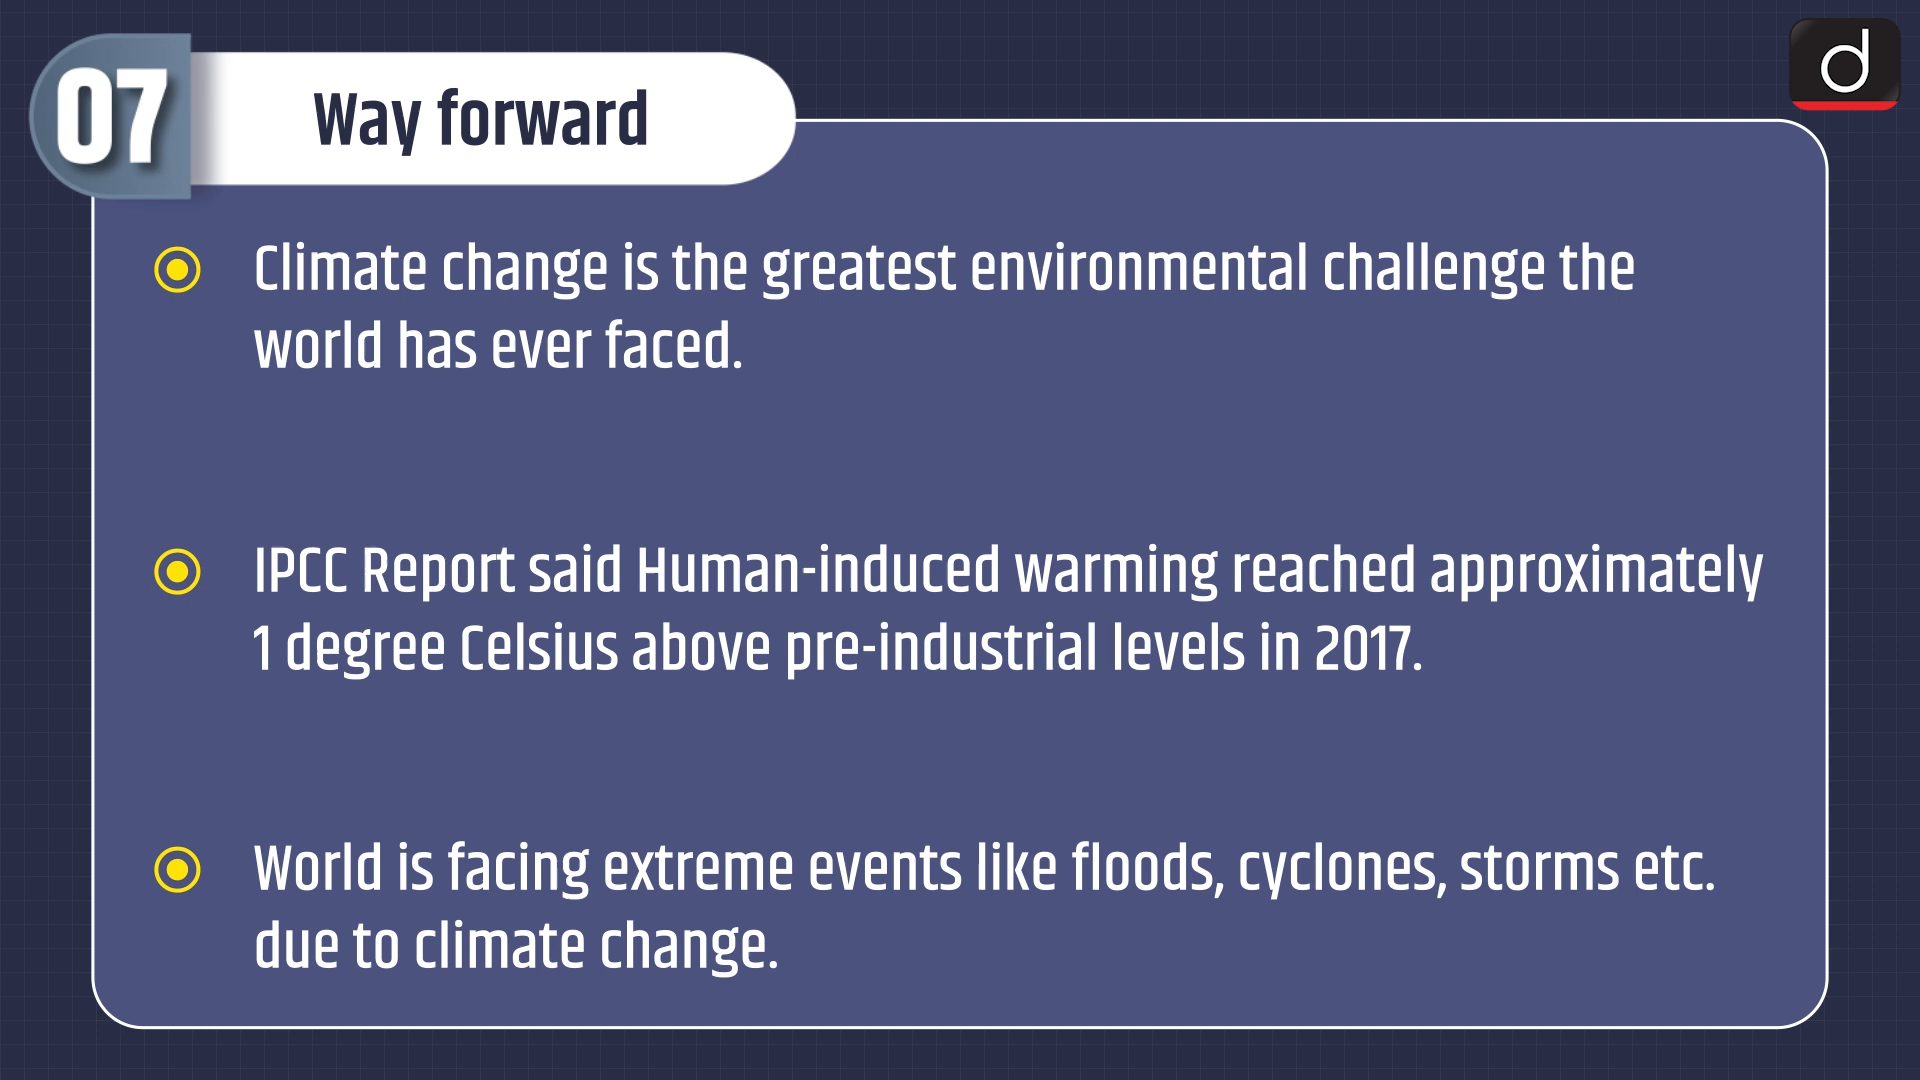 07
Way forward
d
Climate change is the greatest environmental challenge the
world has ever faced.
IPCC Report said Human-induced warming reached approximately
1 degree Celsius above pre-industrial levels in 2017.
World is facing extreme events like floods, cyclones, storms etc.
due to climate change.